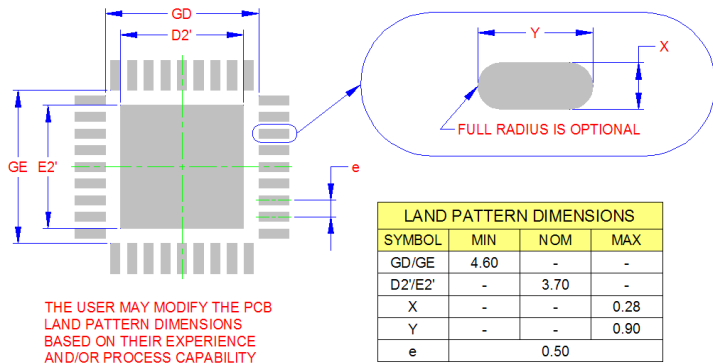 GD
D2'
GE
E2'
e
Y
X
FULL RADIUS IS OPTIONAL
THE USER MAY MODIFY THE PCB
LAND PATTERN DIMENSIONS
BASED ON THEIR EXPERIENCE
AND/OR PROCESS CAPABILITY
LAND PATTERN DIMENSIONS
SYMBOL MIN NOM MAX
GD/GE 4.60 - -
D2'/E2' - 3.70 -
X - - 0.28
Y - - 0.90
e 0.50